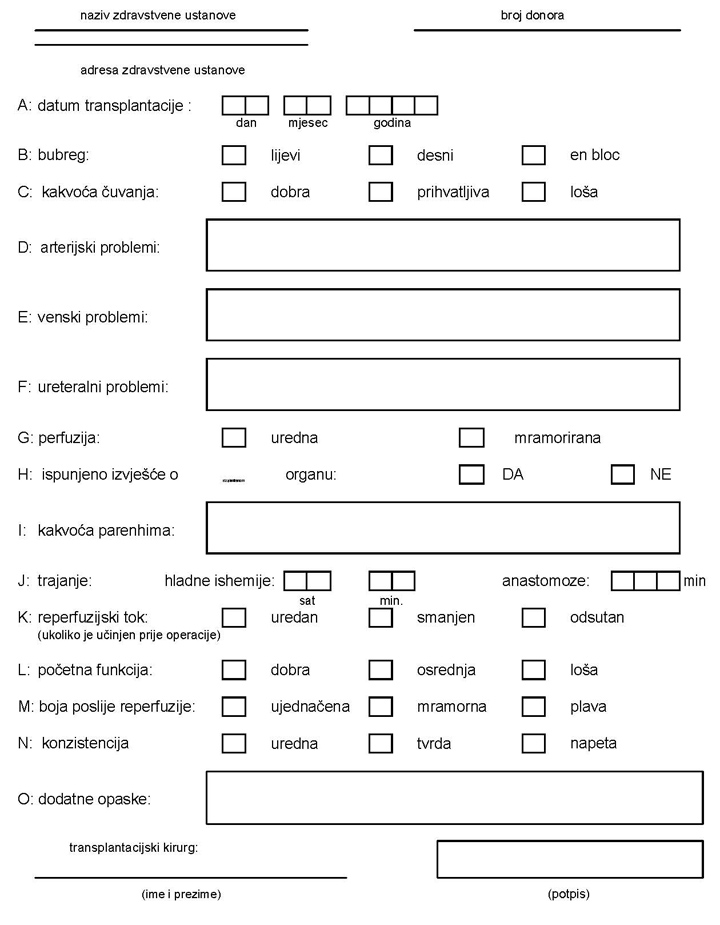 naziv zdravstvene ustanove broj donora
adresa zdravstvene ustanove
A: datum transplantacije :
dan mjesec godina
B: bubreg: lijevi desni en bloc
C: kakvoća čuvanja: dobra prihvatljiva loša
D: arterijski problemi:
E: venski problemi:
F: ureteralni problemi:
G: perfuzija: uredna mramorirana
H: ispunjeno izvješće o organu: DA NE
I: kakvoća parenhima:
J: trajanje: hladne ishemije: anastomoze: min
sat min.
K: reperfuzijski tok: uredan smanjen odsutan
(ukoliko je učinjen prije operacije)
L: početna funkcija: dobra osrednja loša
M: boja poslije reperfuzije: ujednačena mramorna plava
N: konzistencija uredna tvrda napeta
O: dodatne opaske:
transplantacijski kirurg:
(ime i prezime) (potpis)